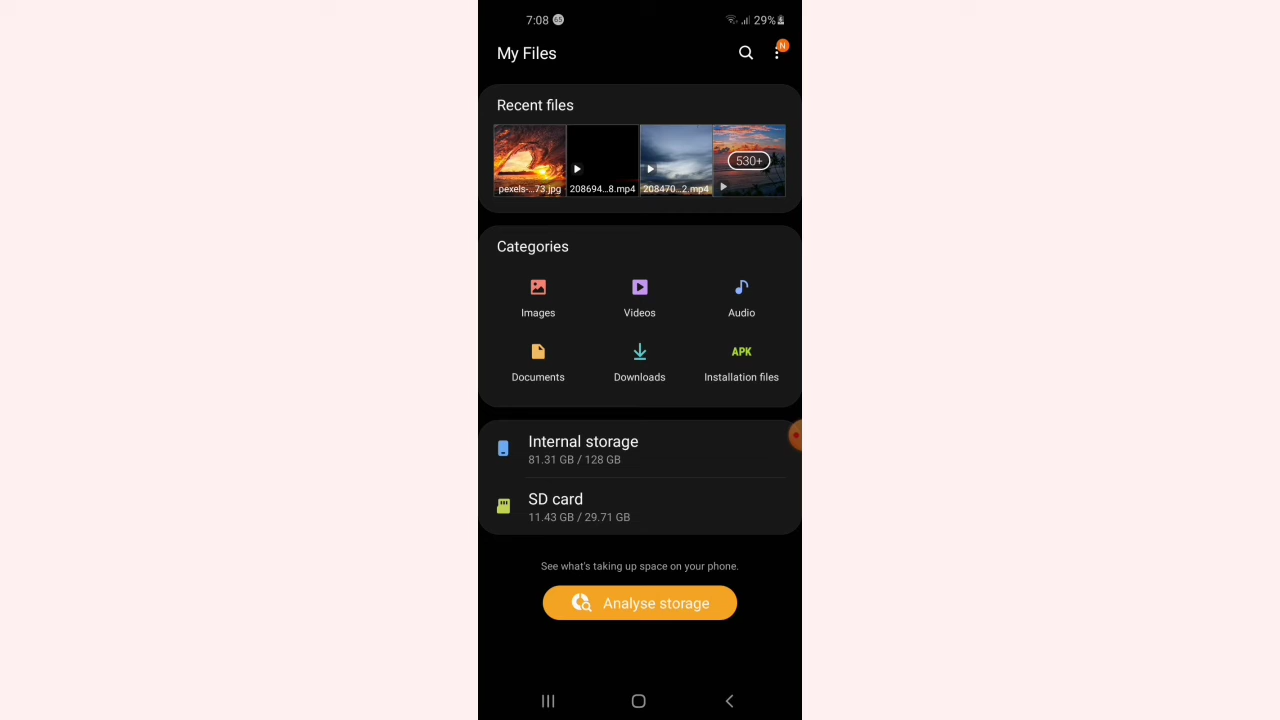 7:08 65 29%
My Files
N
Recent files
530+
pexels-...73.jpg 208694...8.mp4 208470...2.mp4
Categories
Images Videos Audio
APK
Documents Downloads Installation files
Internal storage
81.31 GB / 128 GB
SD card
11.43 GB / 29.71 GB
See what's taking up space on your phone.
Analyse storage